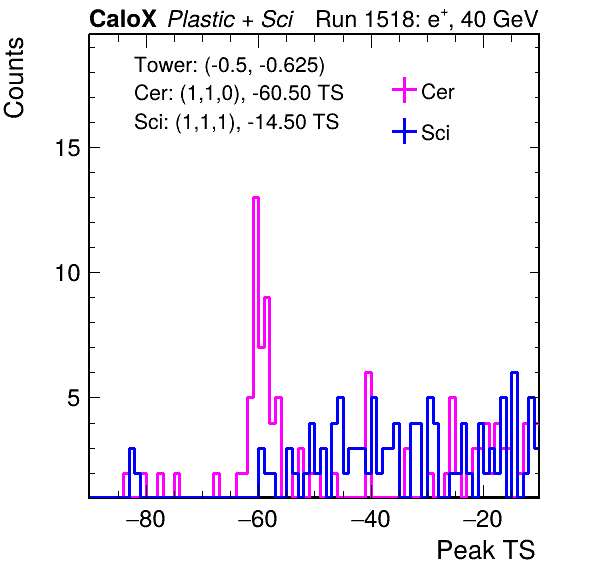 CaloX Plastic + Sci Run 1518: e+, 40 GeV
Counts
Tower: (-0.5, -0.625)
Cer: (1,1,0), -60.50 TS
Sci: (1,1,1), -14.50 TS
Cer
Sci
15
10
5
−80 −60 −40 −20
Peak TS